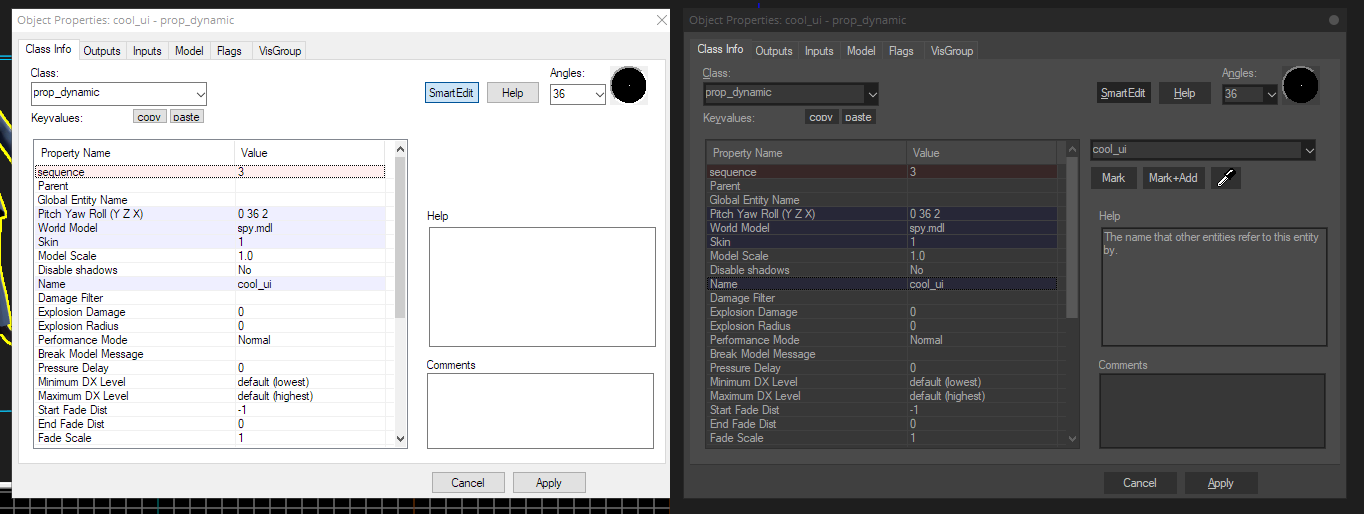 Object Properties: cool_ui - prop_dynamic
Class Info Outputs Inputs Model Flags VisGroup
Class:
prop_dynamic
SmartEdit Help
Angles:
36
Keyvalues: copy paste
Property Name Value
sequence 3
Parent
Global Entity Name
Pitch Yaw Roll (Y Z X) 0 36 2
World Model spy.mdl
Skin 1
Model Scale 1.0
Disable shadows No
Name cool_ui
Damage Filter
Explosion Damage 0
Explosion Radius 0
Performance Mode Normal
Break Model Message
Pressure Delay 0
Minimum DX Level default (lowest)
Maximum DX Level default (highest)
Start Fade Dist -1
End Fade Dist 0
Fade Scale 1
Help
Comments
Cancel Apply
Object Properties: cool_ui - prop_dynamic
Class Info Outputs Inputs Model Flags VisGroup
Class:
prop_dynamic
SmartEdit Help
Angles:
36
Keyvalues: copy paste
Property Name Value
sequence 3
Parent
Global Entity Name
Pitch Yaw Roll (Y Z X) 0 36 2
World Model spy.mdl
Skin 1
Model Scale 1.0
Disable shadows No
Name cool_ui
Damage Filter
Explosion Damage 0
Explosion Radius 0
Performance Mode Normal
Break Model Message
Pressure Delay 0
Minimum DX Level default (lowest)
Maximum DX Level default (highest)
Start Fade Dist -1
End Fade Dist 0
Fade Scale 1
cool_ui
Mark Mark+Add
Help
The name that other entities refer to this entity
by.
Comments
Cancel Apply